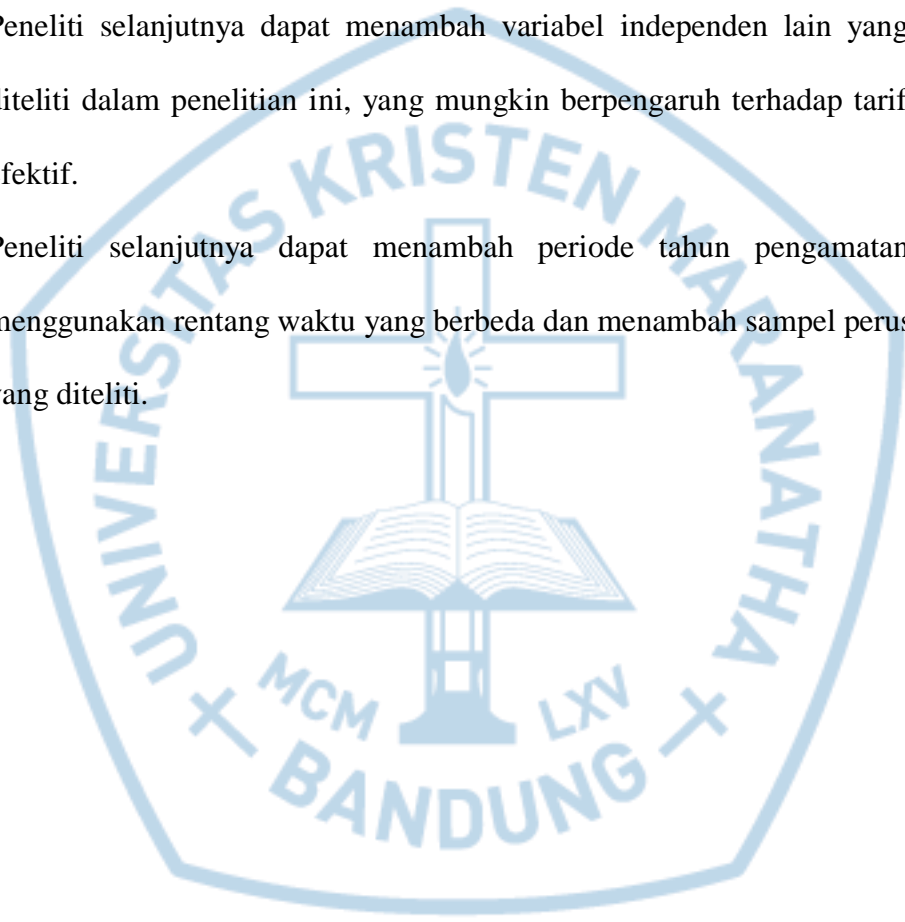 Peneliti selanjutnya dapat menambah variabel independen lain yang
diteliti dalam penelitian ini, yang mungkin berpengaruh terhadap tarif
efektif.
Peneliti selanjutnya dapat menambah periode tahun pengamatan
menggunakan rentang waktu yang berbeda dan menambah sampel perus
yang diteliti.
UNIVERSITAS KRISTEN MARANATHA
MCM LXV
BANDUNG